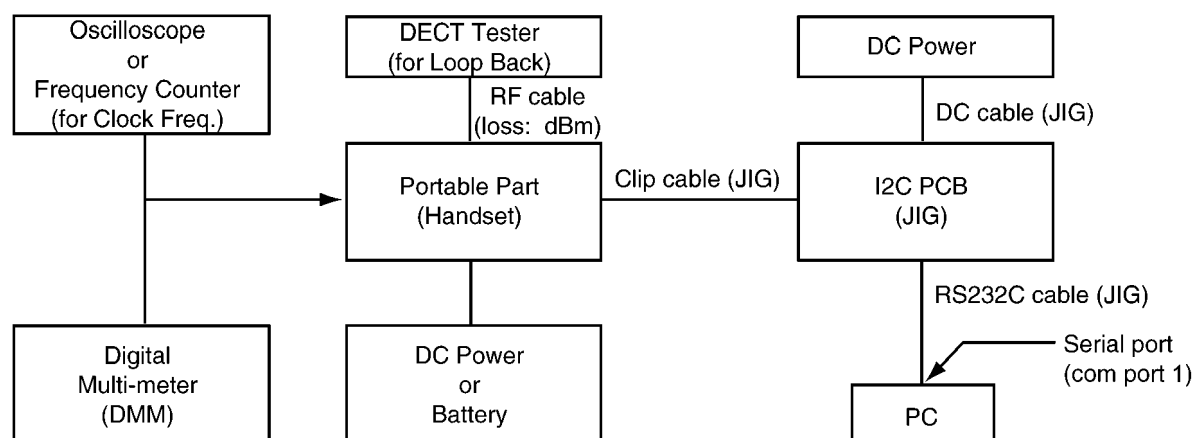 Oscilloscope
or
Frequency Counter
(for Clock Freq.)
DECT Tester
(for Loop Back)
DC Power
RF cable
(loss:  dBm)
DC cable (JIG)
Portable Part
(Handset)
Clip cable (JIG)
I2C PCB
(JIG)
RS232C cable (JIG)
Digital
Multi-meter
(DMM)
DC Power
or
Battery
Serial port
(com port 1)
PC